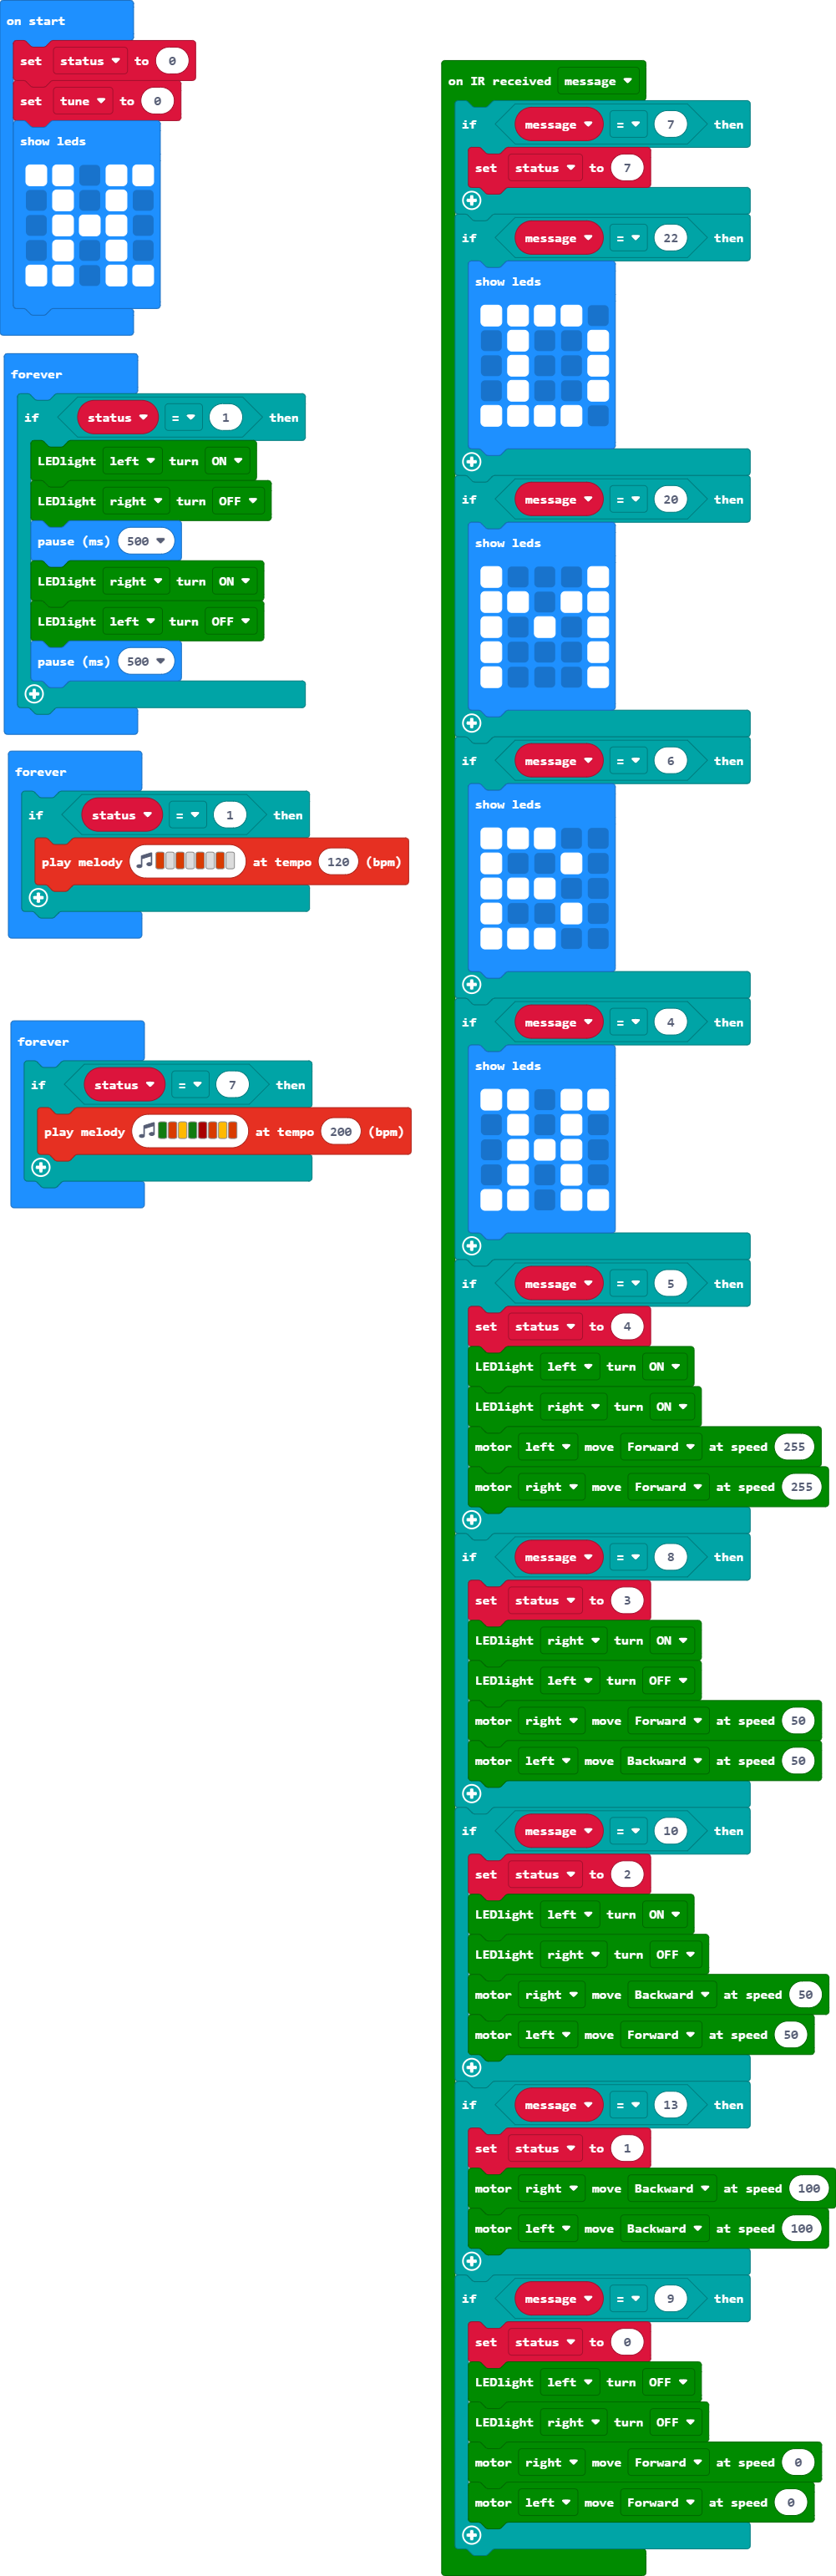 on start
set status to 0
set tune to 0
show leds
forever
if status = 1 then
LEDlight left turn ON
LEDlight right turn OFF
pause (ms) 500
LEDlight right turn ON
LEDlight left turn OFF
pause (ms) 500
forever
if status = 1 then
play melody at tempo 120 (bpm)
forever
if status = 7 then
play melody at tempo 200 (bpm)
on IR received message
if message = 7 then
set status to 7
if message = 22 then
show leds
if message = 20 then
show leds
if message = 6 then
show leds
if message = 4 then
show leds
if message = 5 then
set status to 4
LEDlight left turn ON
LEDlight right turn ON
motor left move Forward at speed 255
motor right move Forward at speed 255
if message = 8 then
set status to 3
LEDlight right turn ON
LEDlight left turn OFF
motor right move Forward at speed 50
motor left move Backward at speed 50
if message = 10 then
set status to 2
LEDlight left turn ON
LEDlight right turn OFF
motor right move Backward at speed 50
motor left move Forward at speed 50
if message = 13 then
set status to 1
motor right move Backward at speed 100
motor left move Backward at speed 100
if message = 9 then
set status to 0
LEDlight left turn OFF
LEDlight right turn OFF
motor right move Forward at speed 0
motor left move Forward at speed 0